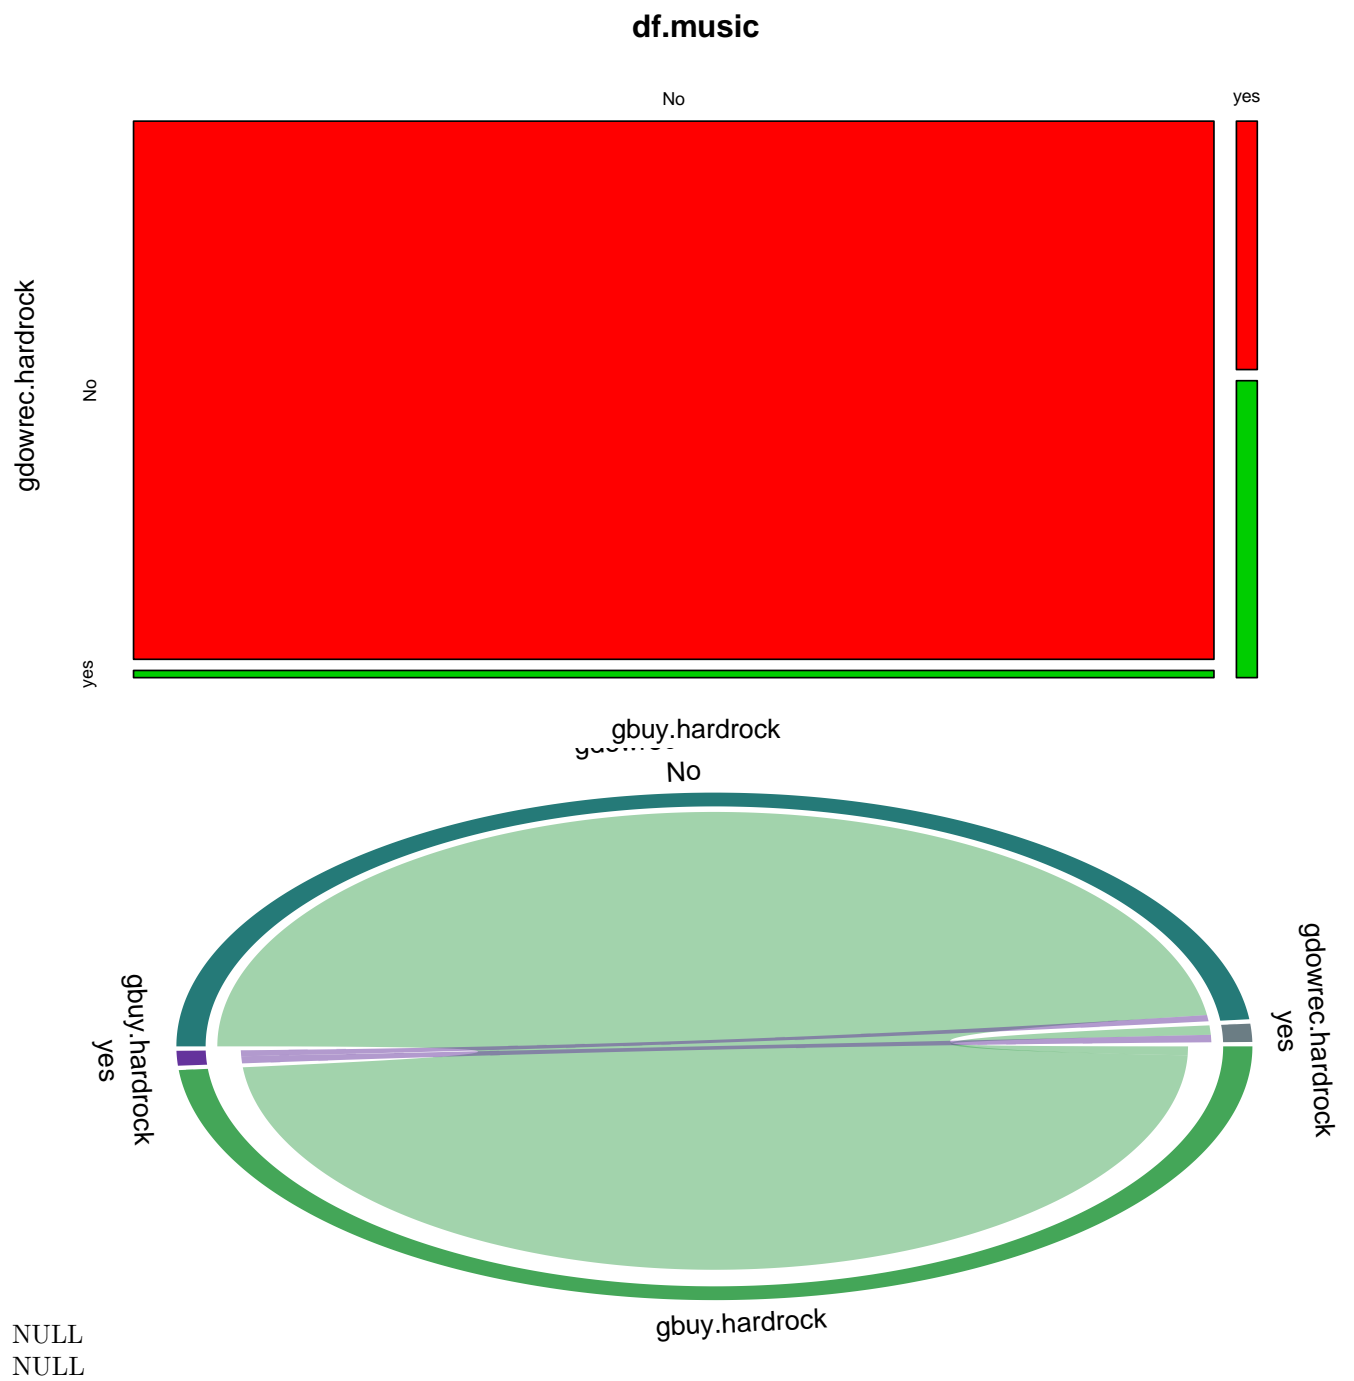 df.music
No
yes
gdowrec.hardrock
No
yes
gbuy.hardrock
No
gdowrec.hardrock
yes
gbuy.hardrock
yes
gbuy.hardrock
NULL
NULL